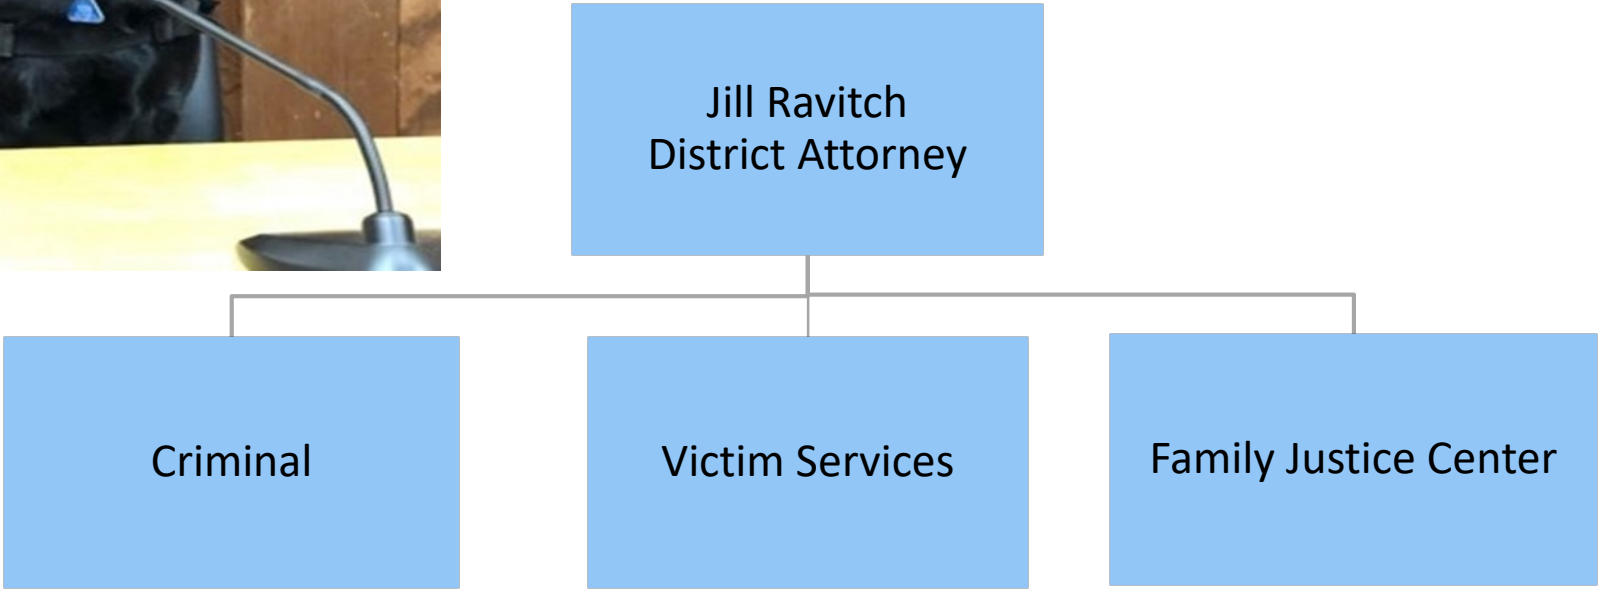 Jill Ravitch
District Attorney
Criminal
Victim Services
Family Justice Center